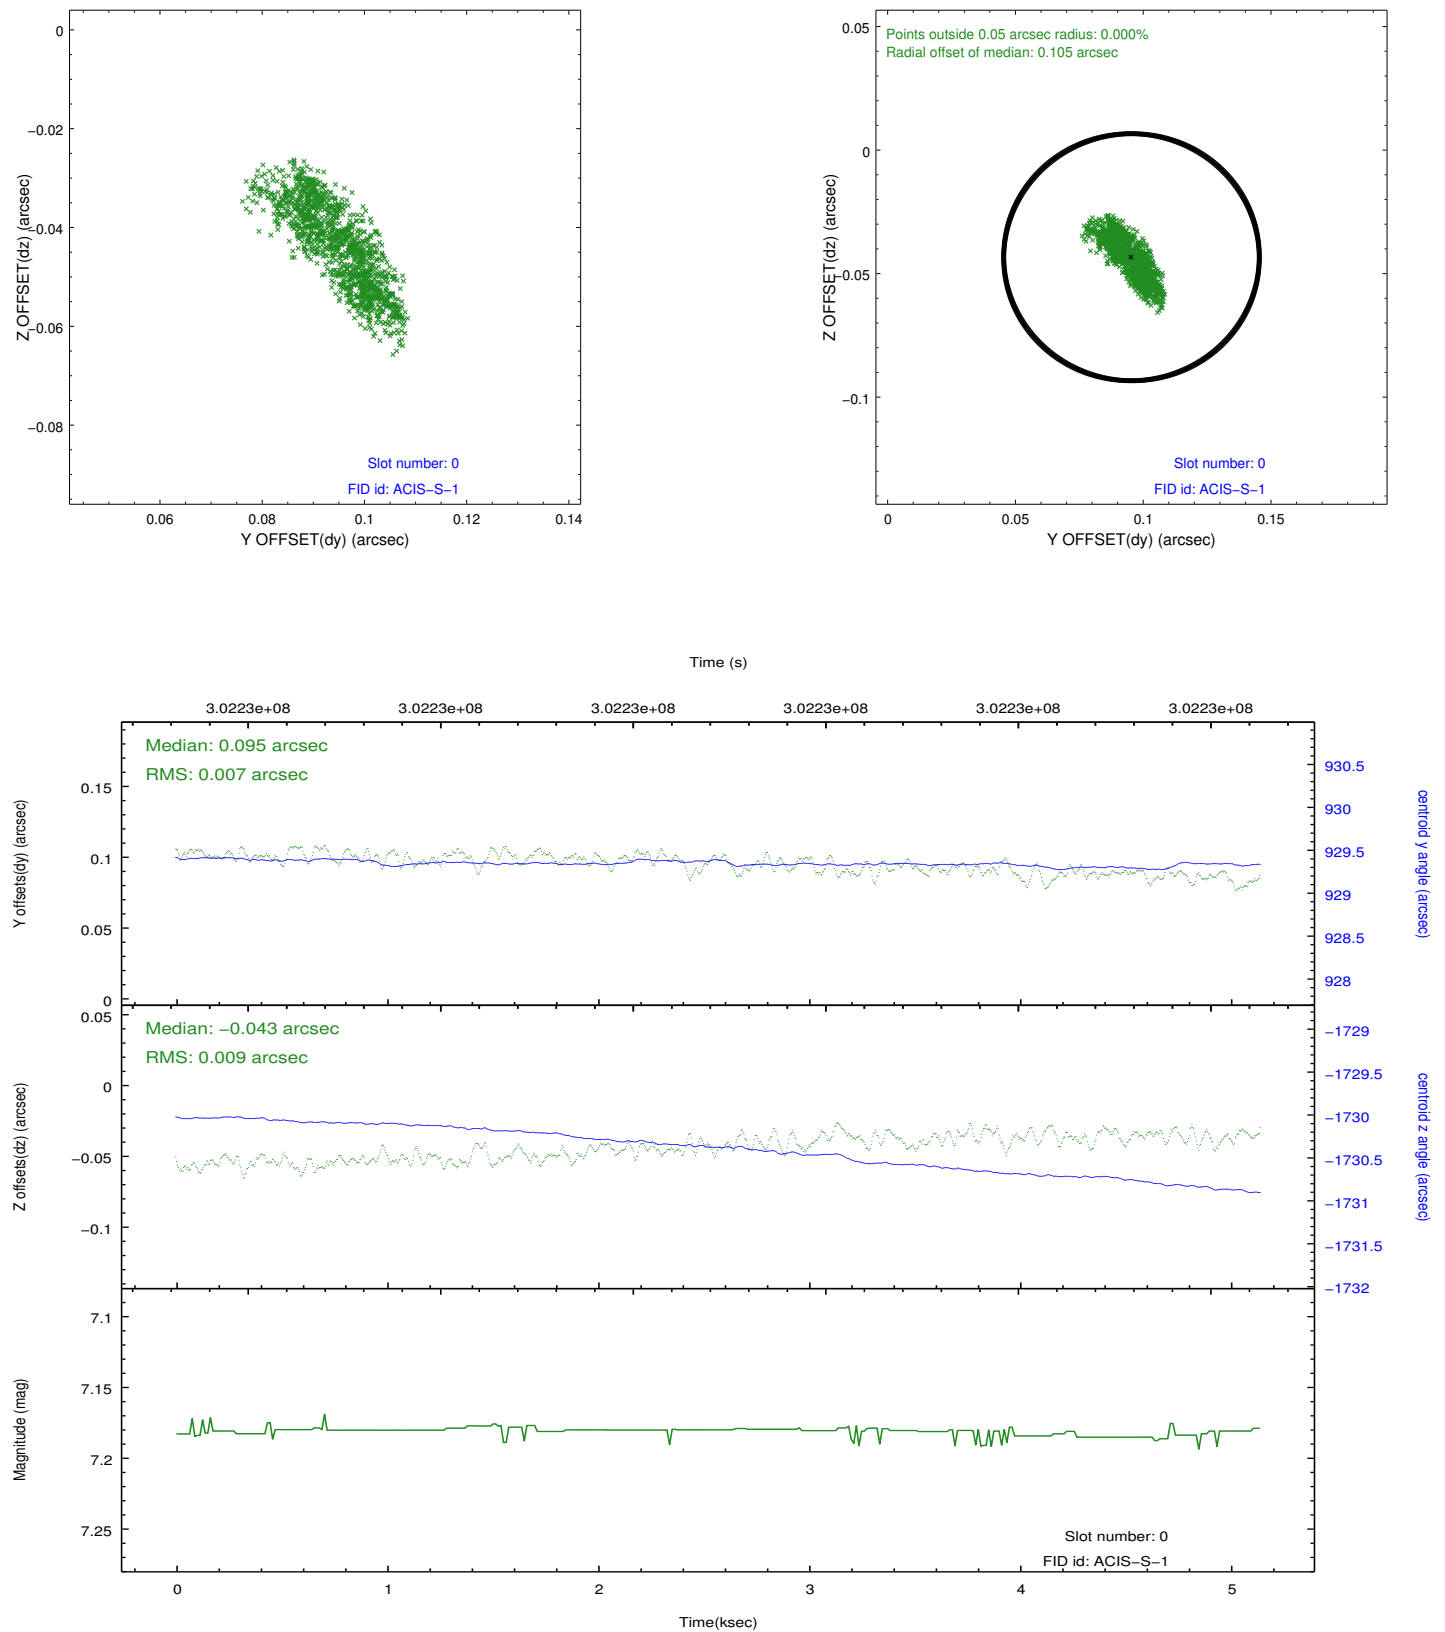 0
−0.02
−0.04
−0.06
−0.08
Z OFFSET(dz) (arcsec)
Slot number: 0
FID id: ACIS−S−1
0.06
0.08
0.1
0.12
0.14
Y OFFSET(dy) (arcsec)
Points outside 0.05 arcsec radius: 0.000%
Radial offset of median: 0.105 arcsec
0.05
0
−0.05
−0.1
Z OFFSET(dz) (arcsec)
Slot number: 0
FID id: ACIS−S−1
0
0.05
0.1
0.15
Y OFFSET(dy) (arcsec)
Time (s)
3.0223e+08
3.0223e+08
3.0223e+08
3.0223e+08
3.0223e+08
3.0223e+08
Median: 0.095 arcsec
RMS: 0.007 arcsec
0.15
0.1
0.05
0
Y offsets(dy) (arcsec)
930.5
930
929.5
929
928.5
928
centroid y angle (arcsec)
Median: −0.043 arcsec
RMS: 0.009 arcsec
0.05
0
−0.05
−0.1
Z offsets(dz) (arcsec)
−1729
−1729.5
−1730
−1730.5
−1731
−1731.5
−1732
centroid z angle (arcsec)
7.1
7.15
7.2
7.25
Magnitude (mag)
Slot number: 0
FID id: ACIS−S−1
0
1
2
3
4
5
Time(ksec)